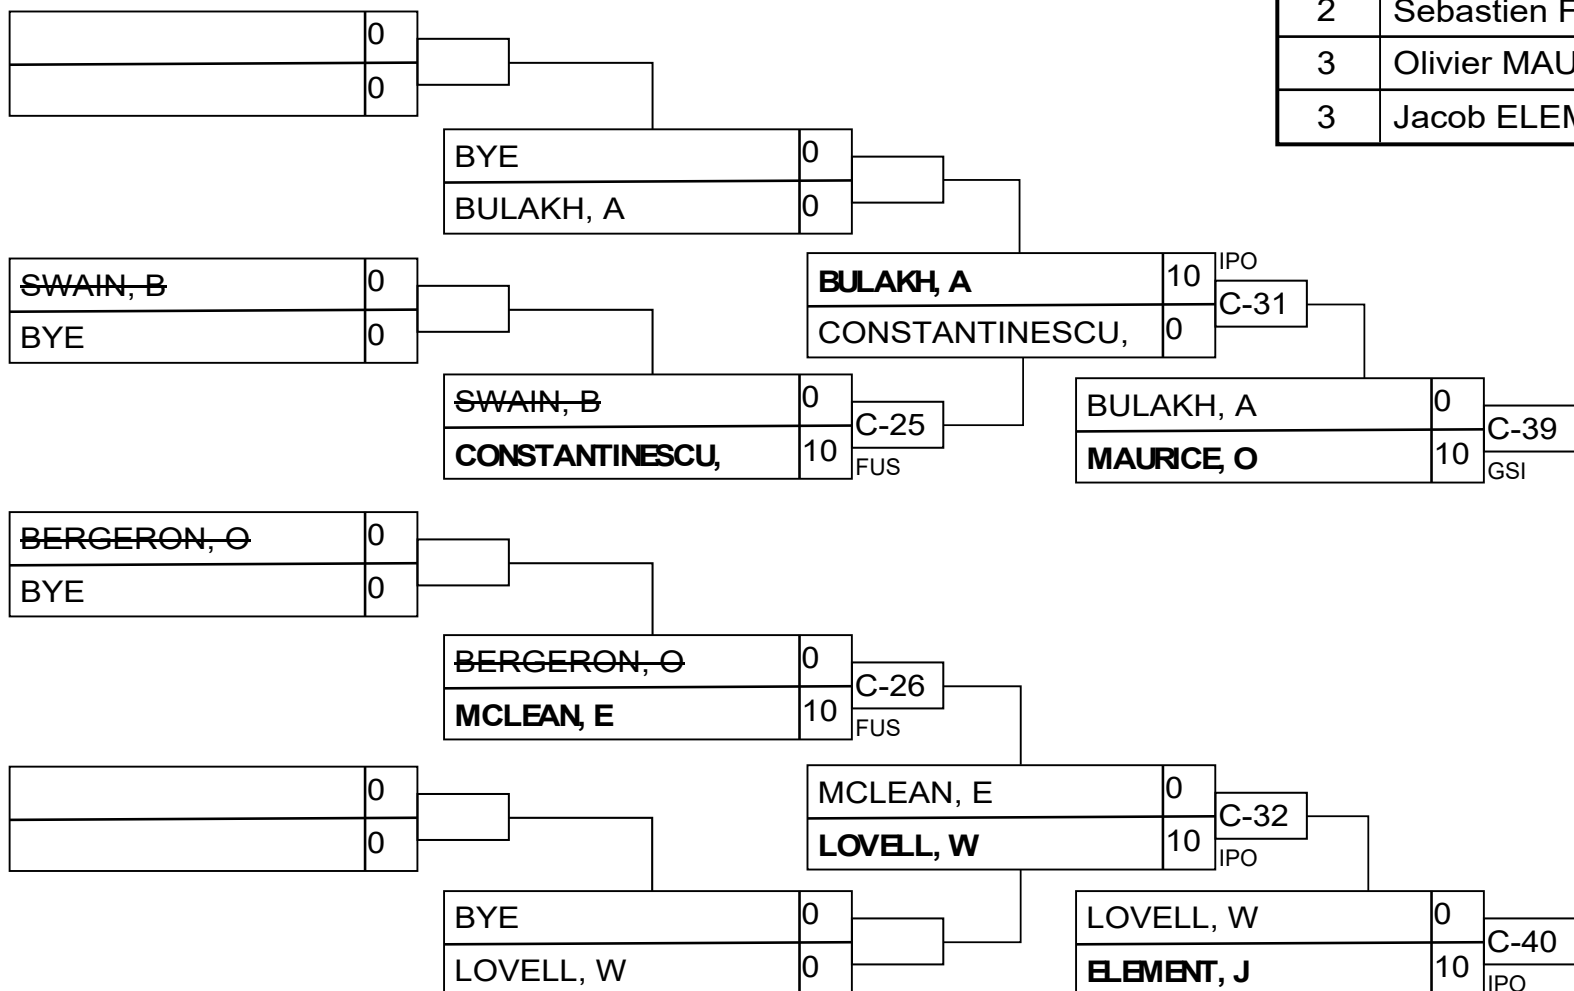 2 Sebastien F
3 Olivier MAU
3 Jacob ELEM
0
0
BYE 0
BULAKH, A 0
SWAIN, B 0
BYE 0
BULAKH, A 10 IPO
CONSTANTINESCU, 0
C-31
SWAIN, B 0
CONSTANTINESCU, 10
C-25
FUS
BULAKH, A 0
MAURICE, O 10
C-39
GSI
BERGERON, O 0
BYE 0
BERGERON, O 0
MCLEAN, E 10
C-26
FUS
0
0
MCLEAN, E 0
LOVELL, W 10
C-32
IPO
BYE 0
LOVELL, W 0
LOVELL, W 0
ELEMENT, J 10
C-40
IPO